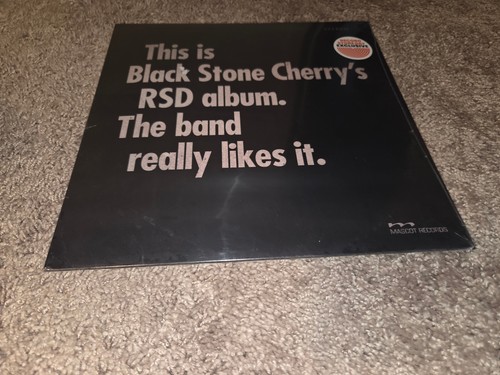 This is
Black Stone Cherry's
RSD album.
The band
really likes it.
MASCOT RECORDS